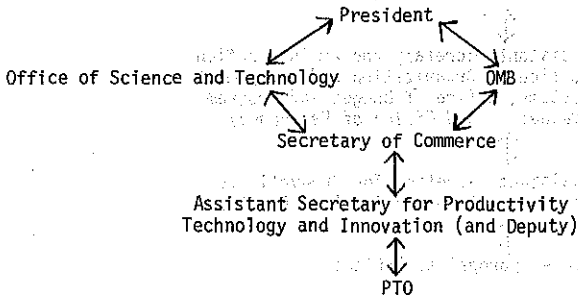 President
Office of Science and Technology OMB
Secretary of Commerce
Assistant Secretary for Productivity
Technology and Innovation (and Deputy)
PTO